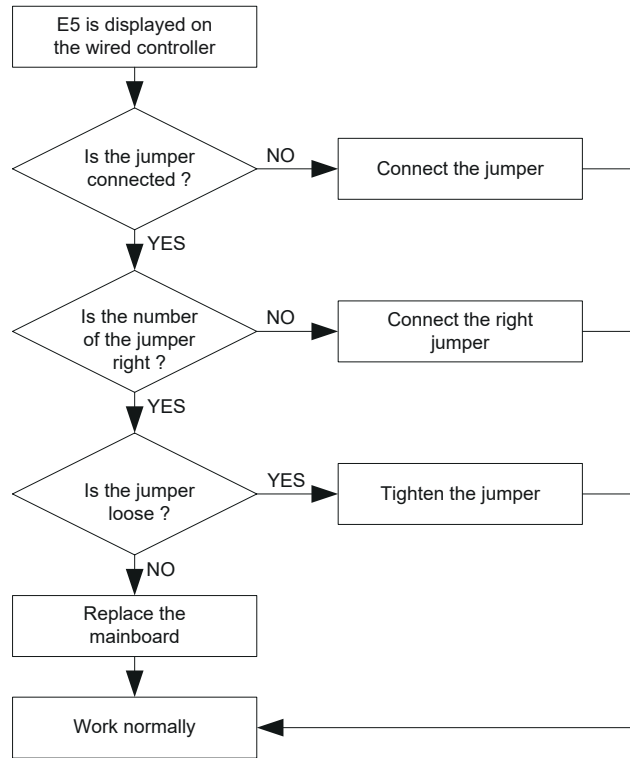 E5 is displayed on
the wired controller
Is the jumper
connected ?
NO
Connect the jumper
YES
Is the number
of the jumper
right ?
NO
Connect the right
jumper
YES
Is the jumper
loose ?
YES
Tighten the jumper
NO
Replace the
mainboard
Work normally